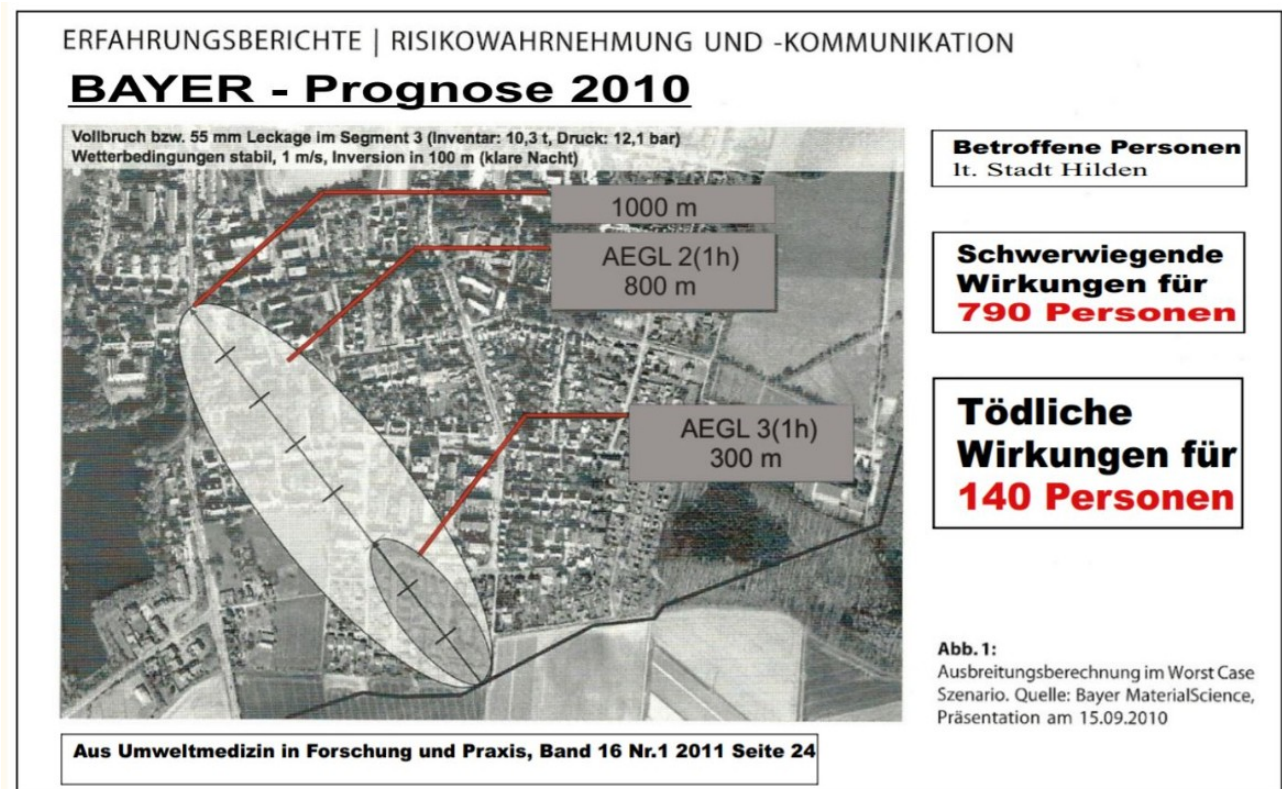 ERFAHRUNGSBERICHTE | RISIKOWAHRNEHMUNG UND -KOMMUNIKATION
BAYER - Prognose 2010
Vollbruch bzw. 55 mm Leckage im Segment 3 (Inventar: 10,3 t, Druck: 12,1 bar)
Wetterbedingungen stabil, 1 m/s, Inversion in 100 m (klare Nacht)
1000 m
AEGL 2(1h)
800 m
AEGL 3(1h)
300 m
Betroffene Personen
lt. Stadt Hilden
Schwerwiegende
Wirkungen für
790 Personen
Tödliche
Wirkungen für
140 Personen
Abb. 1:
Ausbreitungsberechnung im Worst Case
Szenario. Quelle: Bayer MaterialScience,
Präsentation am 15.09.2010
Aus Umweltmedizin in Forschung und Praxis, Band 16 Nr.1 2011 Seite 24